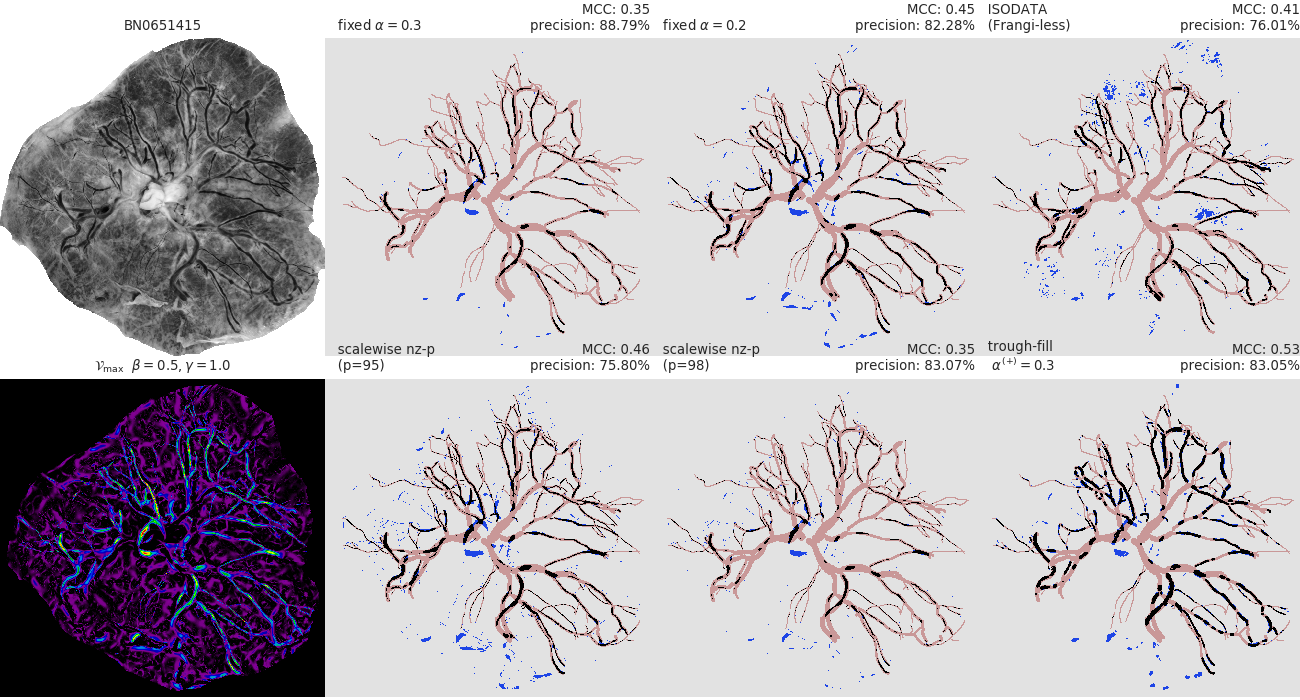 BN0651415
fixed α = 0.3
MCC: 0.35
precision: 88.79%
fixed α = 0.2
MCC: 0.45
precision: 82.28%
ISODATA
(Frangi-less)
MCC: 0.41
precision: 76.01%
𝒱max β = 0.5, γ = 1.0
scalewise nz-p
(p=95)
MCC: 0.46
precision: 75.80%
scalewise nz-p
(p=98)
MCC: 0.35
precision: 83.07%
trough-fill
α(+) = 0.3
MCC: 0.53
precision: 83.05%